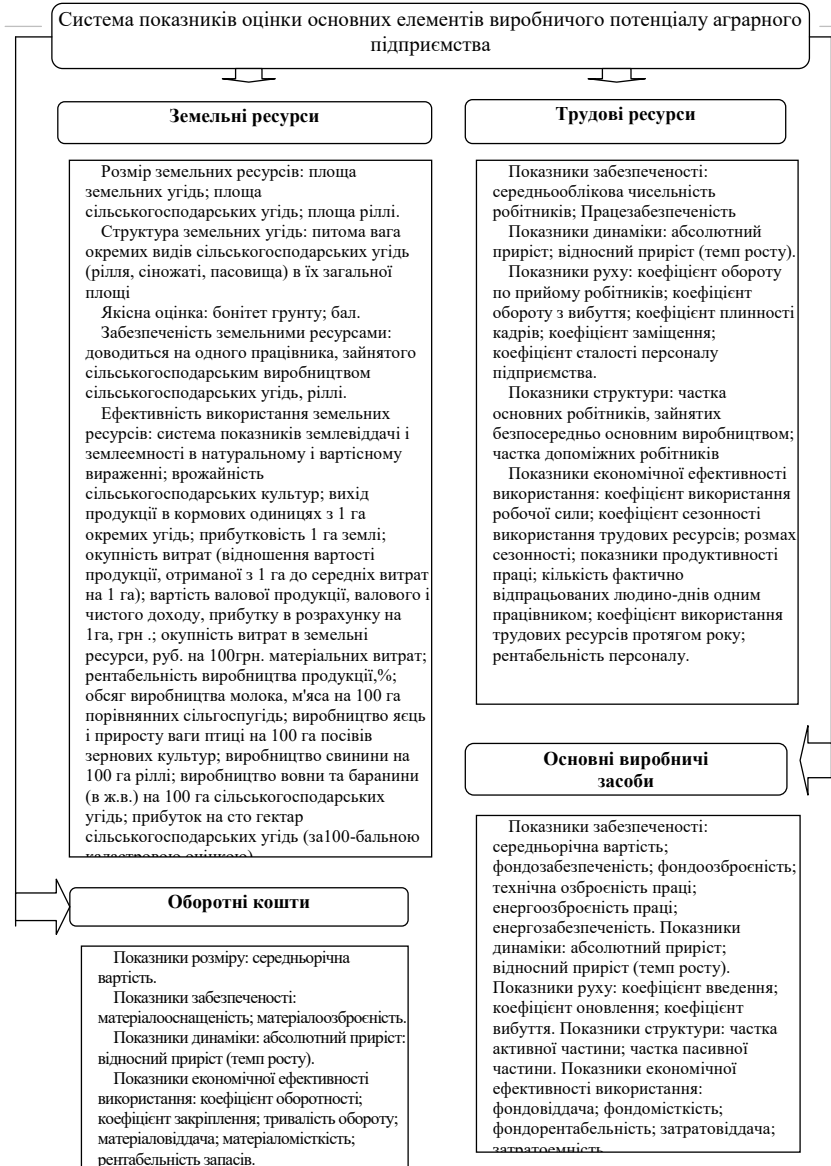 Система показників оцінки основних елементів виробничого потенціалу аграрного
підприємства
Земельні ресурси
Розмір земельних ресурсів: площа
земельних угідь; площа
сільськогосподарських угідь; площа ріллі.
Структура земельних угідь: питома вага
окремих видів сільськогосподарських угідь
(рілля, сіножаті, пасовища) в їх загальної
площі
Якісна оцінка: бонітет грунту; бал.
Забезпеченість земельними ресурсами:
доводиться на одного працівника, зайнятого
сільськогосподарським виробництвом
сільськогосподарських угідь, ріллі.
Ефективність використання земельних
ресурсів: система показників землевіддачі і
землеемності в натуральному і вартісному
вираженні; врожайність
сільськогосподарських культур; вихід
продукції в кормових одиницях з 1 га
окремих угідь; прибутковість 1 га землі;
окупність витрат (відношення вартості
продукції, отриманої з 1 га до середніх витрат
на 1 га); вартість валової продукції, валового і
чистого доходу, прибутку в розрахунку на
1га, грн .; окупність витрат в земельні
ресурси, руб. на 100грн. матеріальних витрат;
рентабельність виробництва продукції,%;
обсяг виробництва молока, м'яса на 100 га
порівнянних сільгоспугідь; виробництво яєць
і приросту ваги птиці на 100 га посівів
зернових культур; виробництво свинини на
100 га ріллі; виробництво вовни та баранини
(в ж.в.) на 100 га сільськогосподарських
угідь; прибуток на сто гектар
сільськогосподарських угідь (за100-бальною
кадастровою оцінкою)
Трудові ресурси
Показники забезпеченості:
середньооблікова чисельність
робітників; Працезабезпеченість
Показники динаміки: абсолютний
приріст; відносний приріст (темп росту).
Показники руху: коефіцієнт обороту
по прийому робітників; коефіцієнт
обороту з вибуття; коефіцієнт плинності
кадрів; коефіцієнт заміщення;
коефіцієнт сталості персоналу
підприємства.
Показники структури: частка
основних робітників, зайнятих
безпосередньо основним виробництвом;
частка допоміжних робітників
Показники економічної ефективності
використання: коефіцієнт використання
робочої сили; коефіцієнт сезонності
використання трудових ресурсів; розмах
сезонності; показники продуктивності
праці; кількість фактично
відпрацьованих людино-днів одним
працівником; коефіцієнт використання
трудових ресурсів протягом року;
рентабельність персоналу.
Основні виробничі
засоби
Показники забезпеченості:
середньорічна вартість;
фондозабезпеченість; фондоозброєність;
технічна озброєність праці;
енергоозброєність праці;
енергозабезпеченість. Показники
динаміки: абсолютний приріст;
відносний приріст (темп росту).
Показники руху: коефіцієнт введення;
коефіцієнт оновлення; коефіцієнт
вибуття. Показники структури: частка
активної частини; частка пасивної
частини. Показники економічної
ефективності використання:
фондовіддача; фондомісткість;
фондорентабельність; затратовіддача;
затратоемність
Оборотні кошти
Показники розміру: середньорічна
вартість.
Показники забезпеченості:
матеріалооснащеність; матеріалоозброєність.
Показники динаміки: абсолютний приріст:
відносний приріст (темп росту).
Показники економічної ефективності
використання: коефіцієнт оборотності;
коефіцієнт закріплення; тривалість обороту;
матеріаловіддача; матеріаломісткість;
рентабельність запасів.